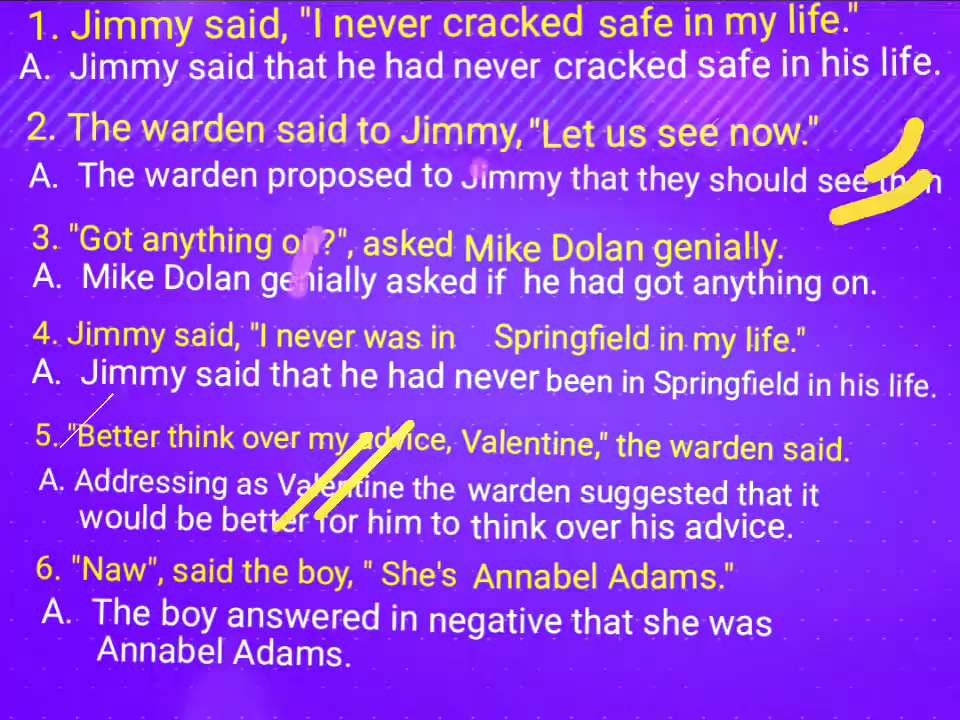 1. Jimmy said, "I never cracked safe in my life."
A. Jimmy said that he had never cracked safe in his life.
2. The warden said to Jimmy, "Let us see now."
A. The warden proposed to Jimmy that they should see then
3. "Got anything on?", asked Mike Dolan genially.
A. Mike Dolan genially asked if he had got anything on.
4. Jimmy said, "I never was in Springfield in my life."
A. Jimmy said that he had never been in Springfield in his life.
5. "Better think over my advice, Valentine," the warden said.
A. Addressing as Valentine the warden suggested that it
would be better for him to think over his advice.
6. "Naw", said the boy, " She's Annabel Adams."
A. The boy answered in negative that she was
Annabel Adams.